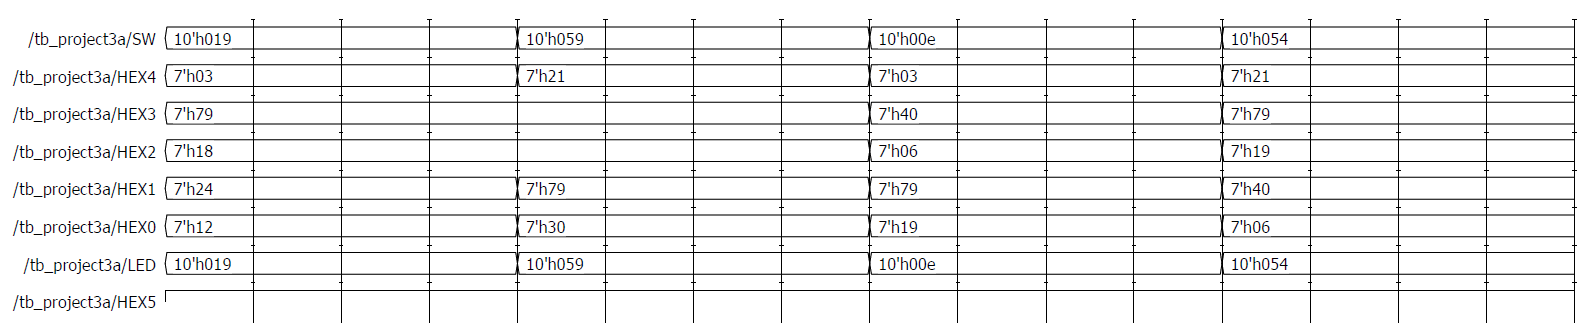 /tb_project3a/SW 10'h019 10'h059 10'h00e 10'h054
/tb_project3a/HEX4 7'h03 7'h21 7'h03 7'h21
/tb_project3a/HEX3 7'h79 7'h40 7'h79
/tb_project3a/HEX2 7'h18 7'h06 7'h19
/tb_project3a/HEX1 7'h24 7'h79 7'h79 7'h40
/tb_project3a/HEX0 7'h12 7'h30 7'h19 7'h06
/tb_project3a/LED 10'h019 10'h059 10'h00e 10'h054
/tb_project3a/HEX5